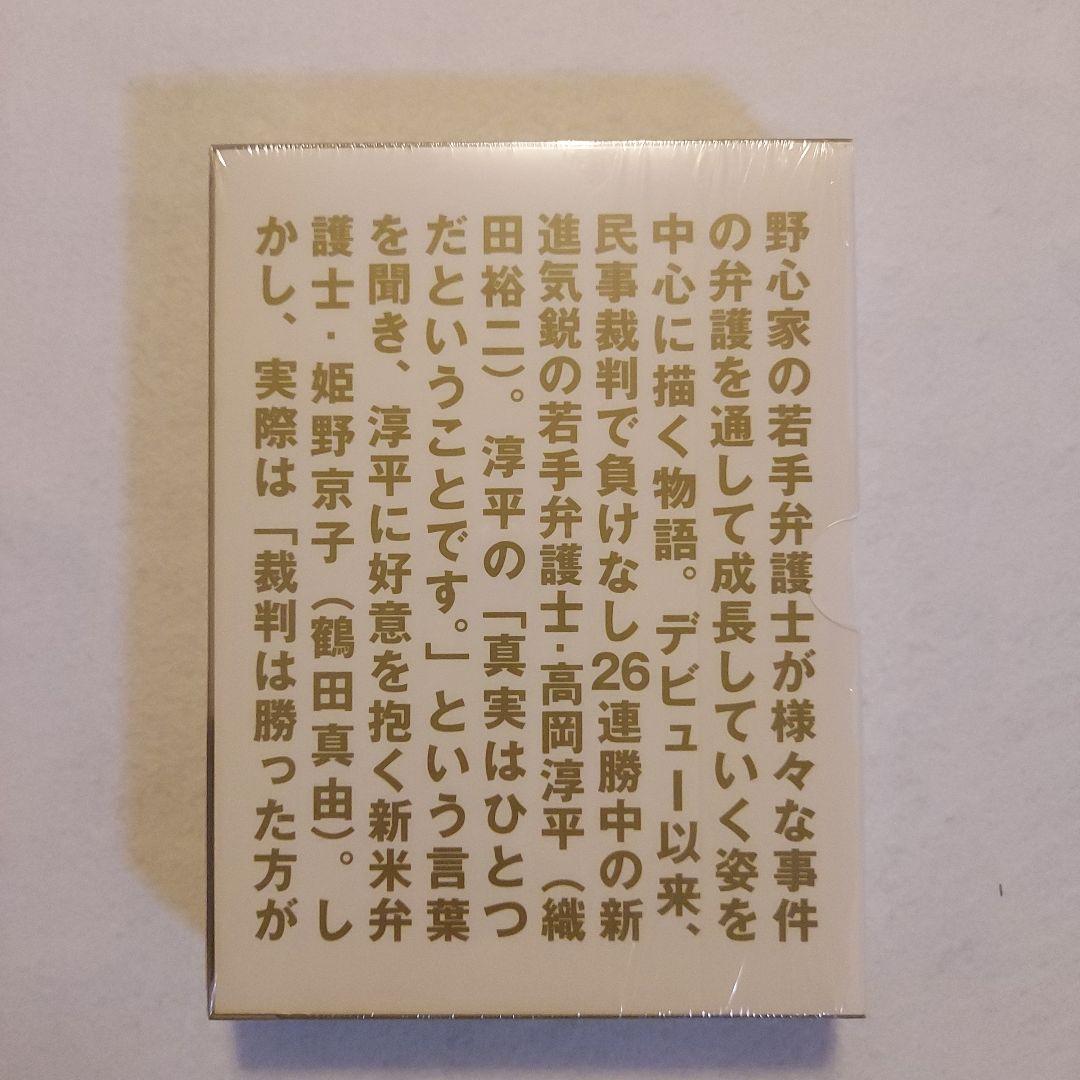 野心家の若手弁護士が様々な事件
の弁護を通して成長していく姿を
中心に描く物語。デビュー以来、
民事裁判で負けなし26連勝中の新
進気鋭の若手弁護士・高岡淳平（織
田裕二）。淳平の「真実はひとつ
だということです。」という言葉
を聞き、淳平に好意を抱く新米弁
護士・姫野京子（鶴田真由）。し
かし、実際は「裁判は勝った方が